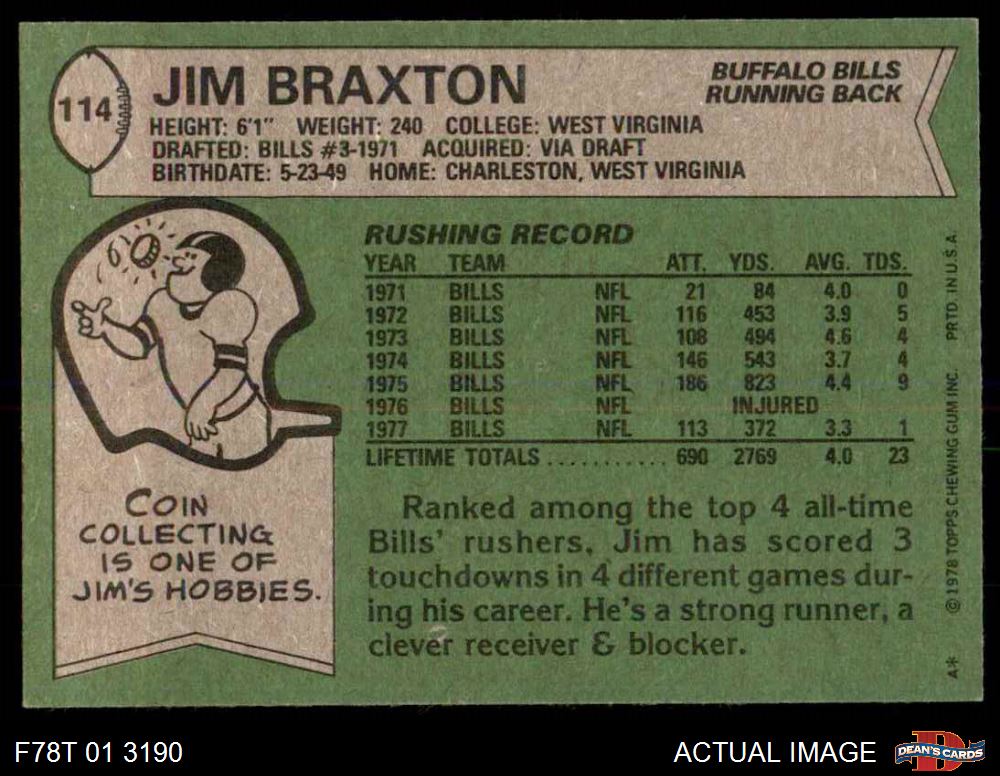 114
JIM BRAXTON
BUFFALO BILLS
RUNNING BACK
HEIGHT: 6'1" WEIGHT: 240 COLLEGE: WEST VIRGINIA
DRAFTED: BILLS #3-1971 ACQUIRED: VIA DRAFT
BIRTHDATE: 5-23-49 HOME: CHARLESTON, WEST VIRGINIA
RUSHING RECORD
YEAR TEAM ATT. YDS. AVG. TDS.
1971 BILLS NFL 21 84 4.0 0
1972 BILLS NFL 116 453 3.9 5
1973 BILLS NFL 108 494 4.6 4
1974 BILLS NFL 146 543 3.7 4
1975 BILLS NFL 186 823 4.4 9
1976 BILLS NFL INJURED
1977 BILLS NFL 113 372 3.3 1
LIFETIME TOTALS ........... 690 2769 4.0 23
COIN
COLLECTING
IS ONE OF
JIM'S HOBBIES.
Ranked among the top 4 all-time
Bills' rushers, Jim has scored 3
touchdowns in 4 different games dur-
ing his career. He's a strong runner, a
clever receiver & blocker.
A* © 1978 TOPPS CHEWING GUM INC. PRTD. IN U.S.A.
F78T 01 3190
ACTUAL IMAGE
DEAN'S CARDS